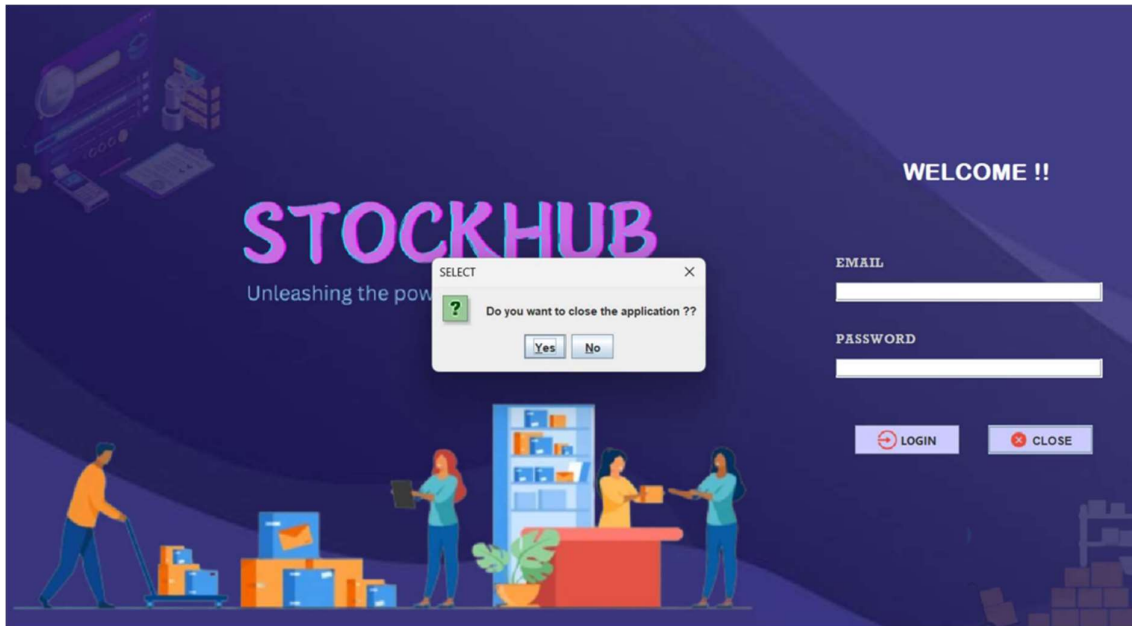 WELCOME !!
STOCKHUB
Unleashing the pow
SELECT
Do you want to close the application ??
Yes No
EMAIL
PASSWORD
LOGIN CLOSE